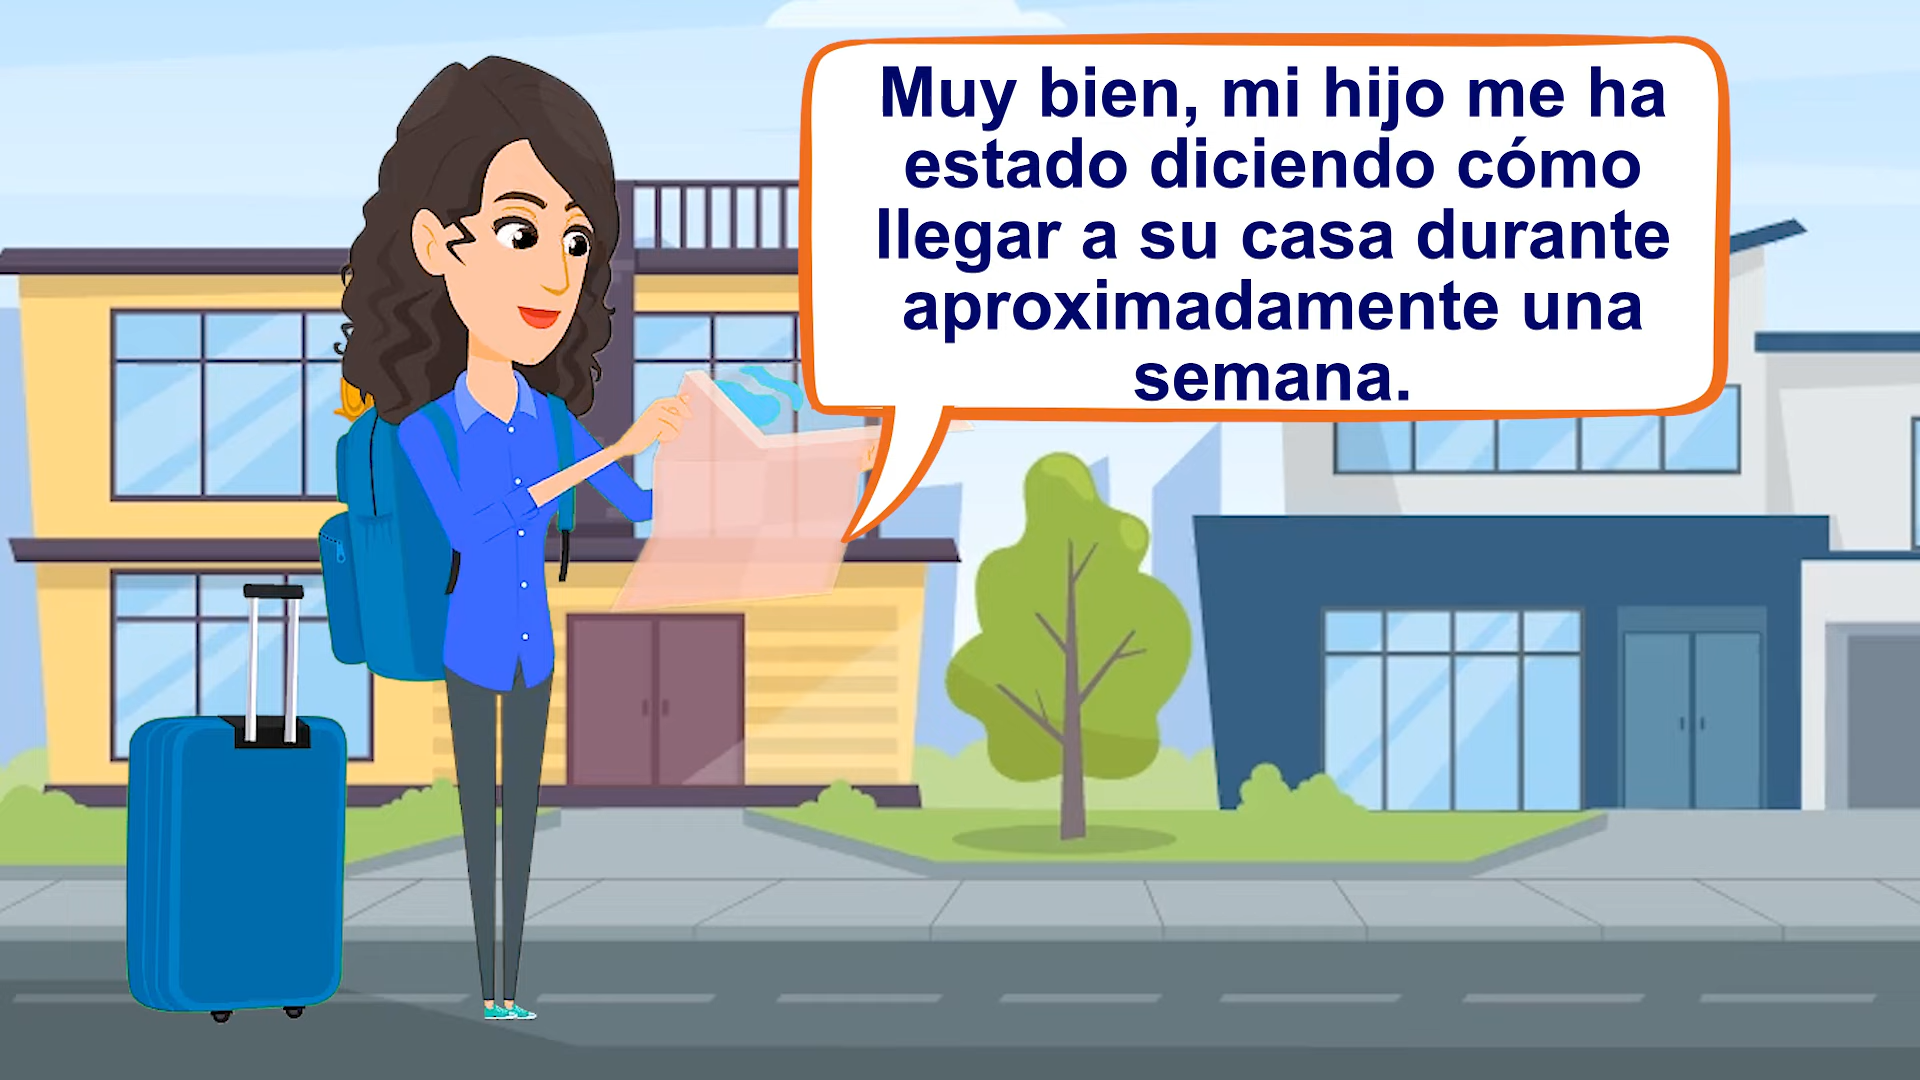 Muy bien, mi hijo me ha
estado diciendo cómo
llegar a su casa durante
aproximadamente una
semana.